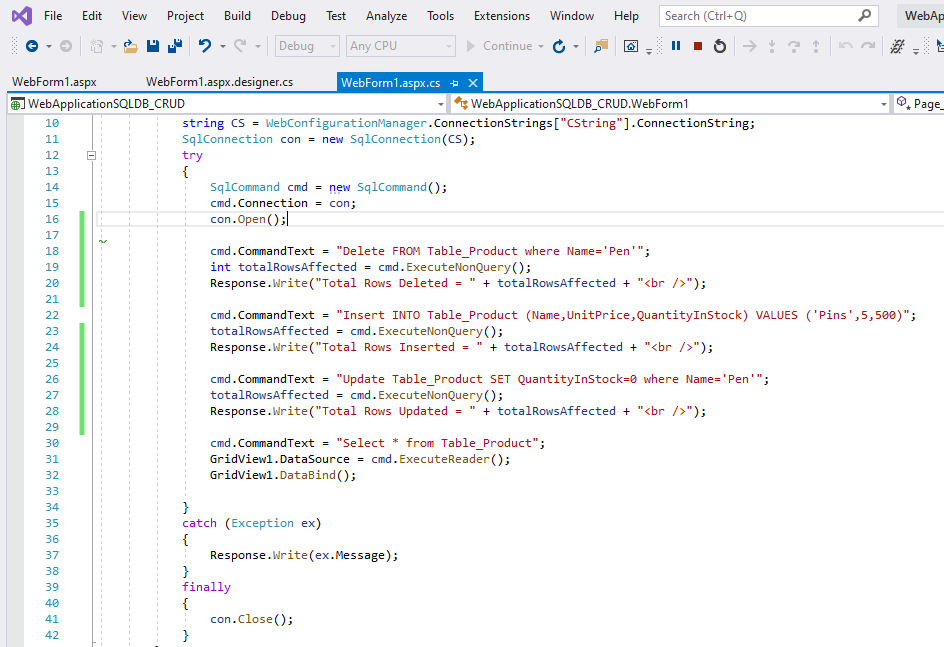 File Edit View Project Build Debug Test Analyze Tools Extensions Window Help Search (Ctrl+Q) WebAp
Debug Any CPU Continue
WebForm1.aspx WebForm1.aspx.designer.cs WebForm1.aspx.cs
WebApplicationSQLDB_CRUD WebApplicationSQLDB_CRUD.WebForm1 Page_
10 string CS = WebConfigurationManager.ConnectionStrings["CString"].ConnectionString;
11 SqlConnection con = new SqlConnection(CS);
12 try
13 {
14 SqlCommand cmd = new SqlCommand();
15 cmd.Connection = con;
16 con.Open();
17
18 cmd.CommandText = "Delete FROM Table_Product where Name='Pen'";
19 int totalRowsAffected = cmd.ExecuteNonQuery();
20 Response.Write("Total Rows Deleted = " + totalRowsAffected + "<br />");
21
22 cmd.CommandText = "Insert INTO Table_Product (Name,UnitPrice,QuantityInStock) VALUES ('Pins',5,500)";
23 totalRowsAffected = cmd.ExecuteNonQuery();
24 Response.Write("Total Rows Inserted = " + totalRowsAffected + "<br />");
25
26 cmd.CommandText = "Update Table_Product SET QuantityInStock=0 where Name='Pen'";
27 totalRowsAffected = cmd.ExecuteNonQuery();
28 Response.Write("Total Rows Updated = " + totalRowsAffected + "<br />");
29
30 cmd.CommandText = "Select * from Table_Product";
31 GridView1.DataSource = cmd.ExecuteReader();
32 GridView1.DataBind();
33
34 }
35 catch (Exception ex)
36 {
37 Response.Write(ex.Message);
38 }
39 finally
40 {
41 con.Close();
42 }